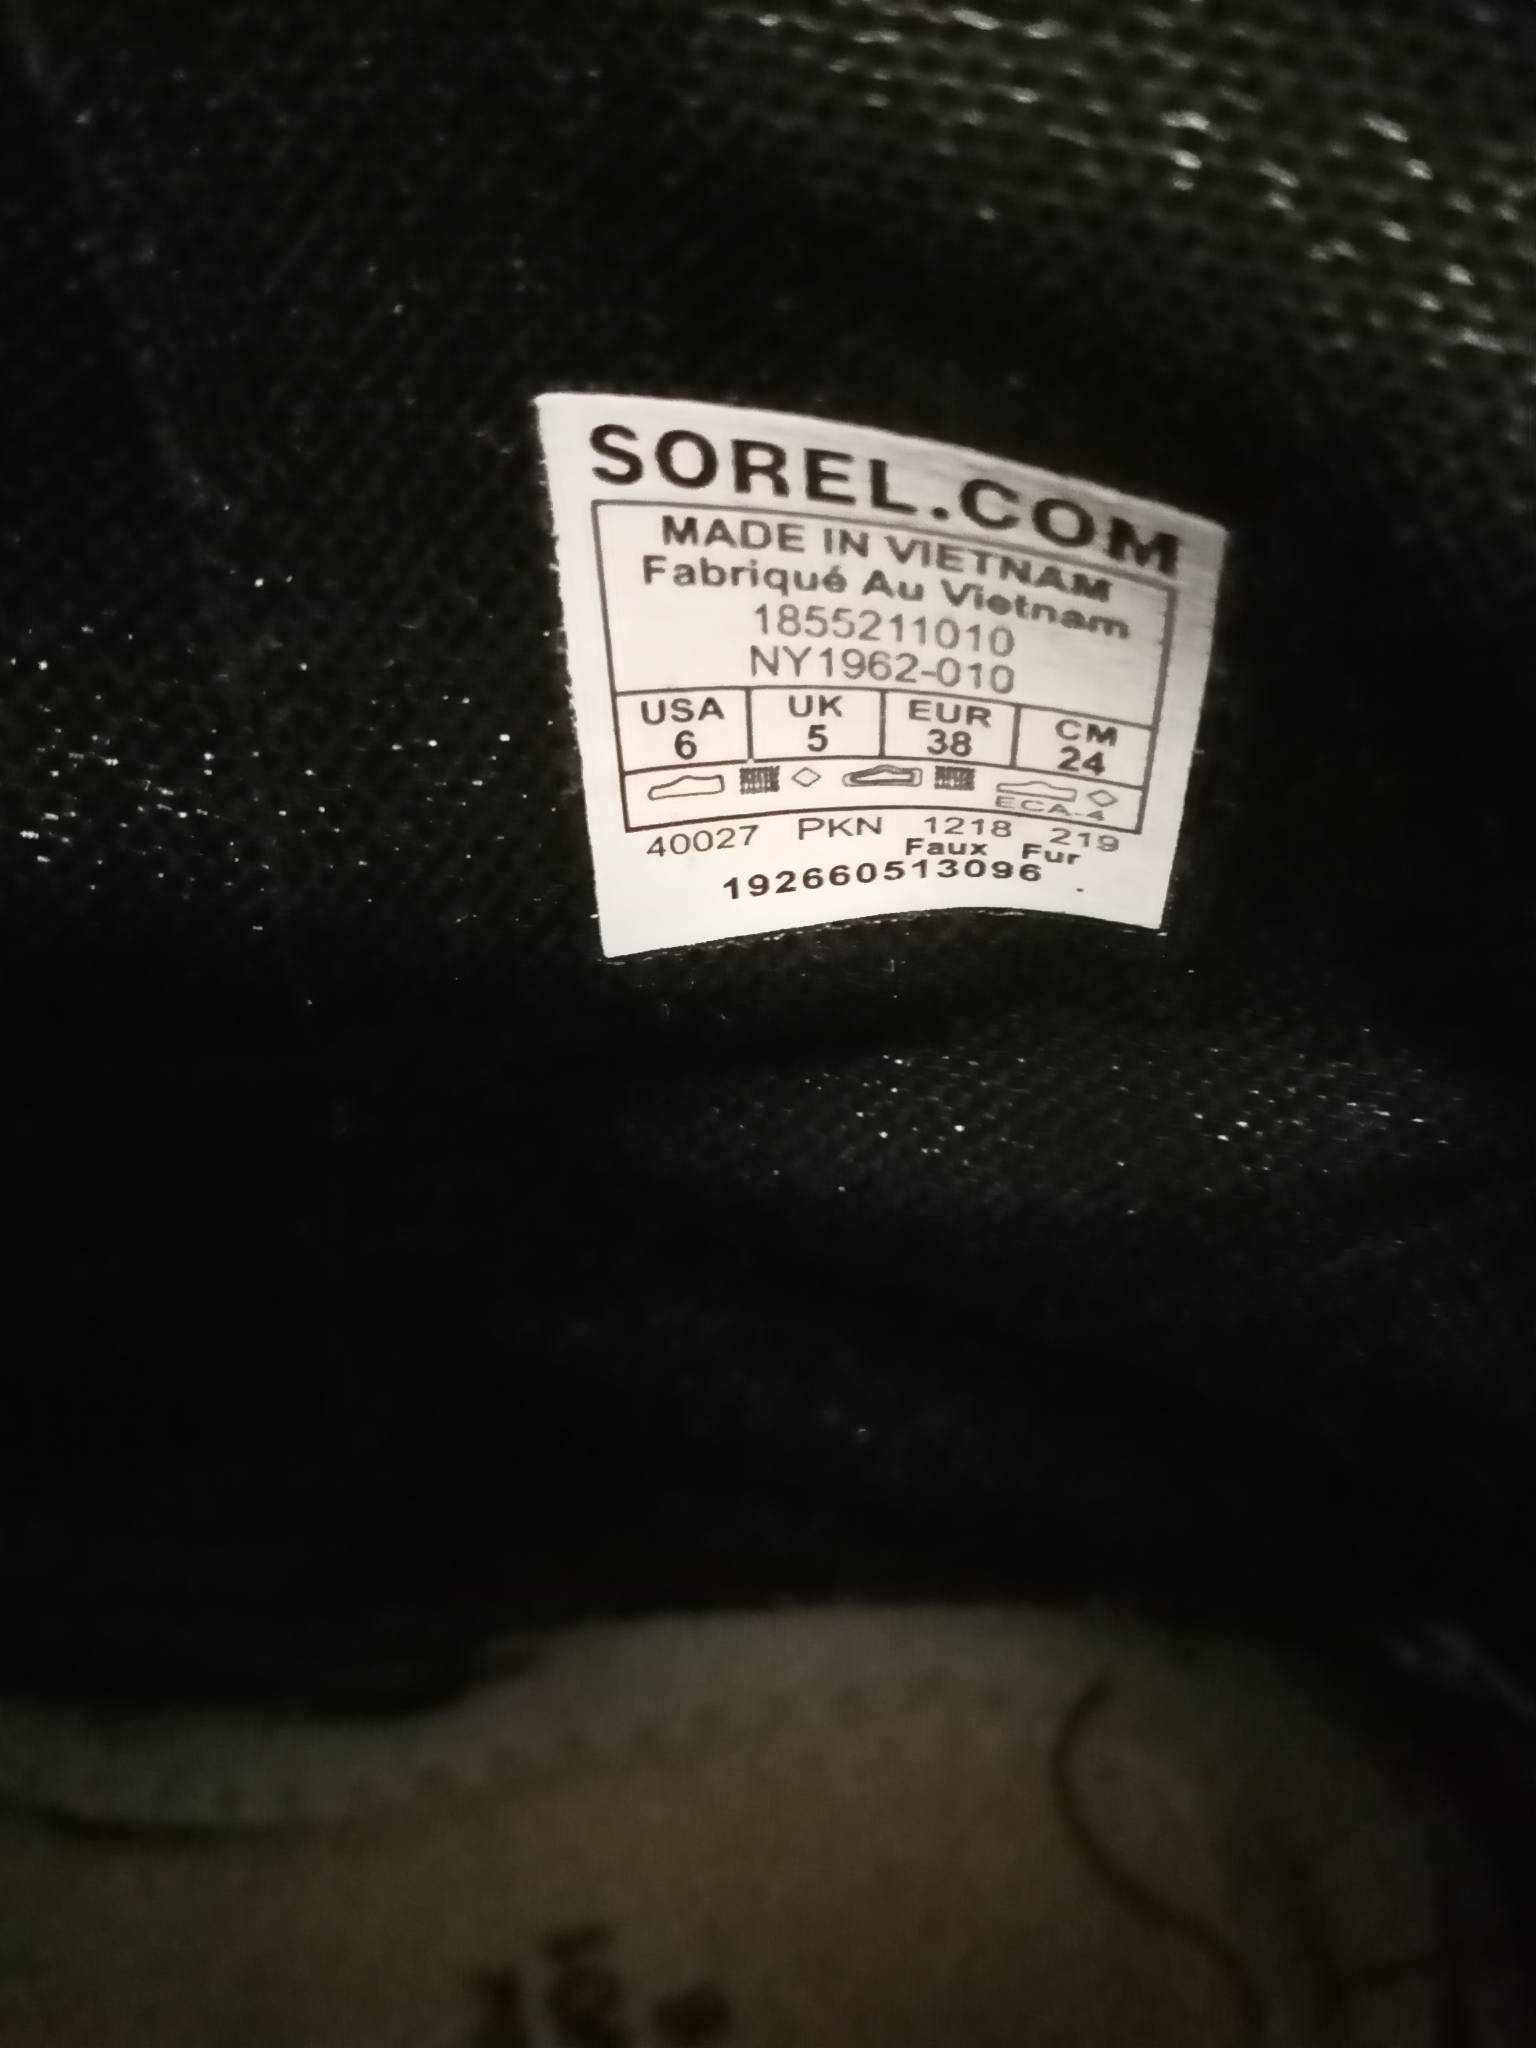 SOREL.COM
MADE IN VIETNAM
Fabriqué Au Vietnam
1855211010
NY1962-010
USA UK EUR CM
6 5 38 24
ECA-4
40027 PKN 1218 219
Faux Fur
192660513096